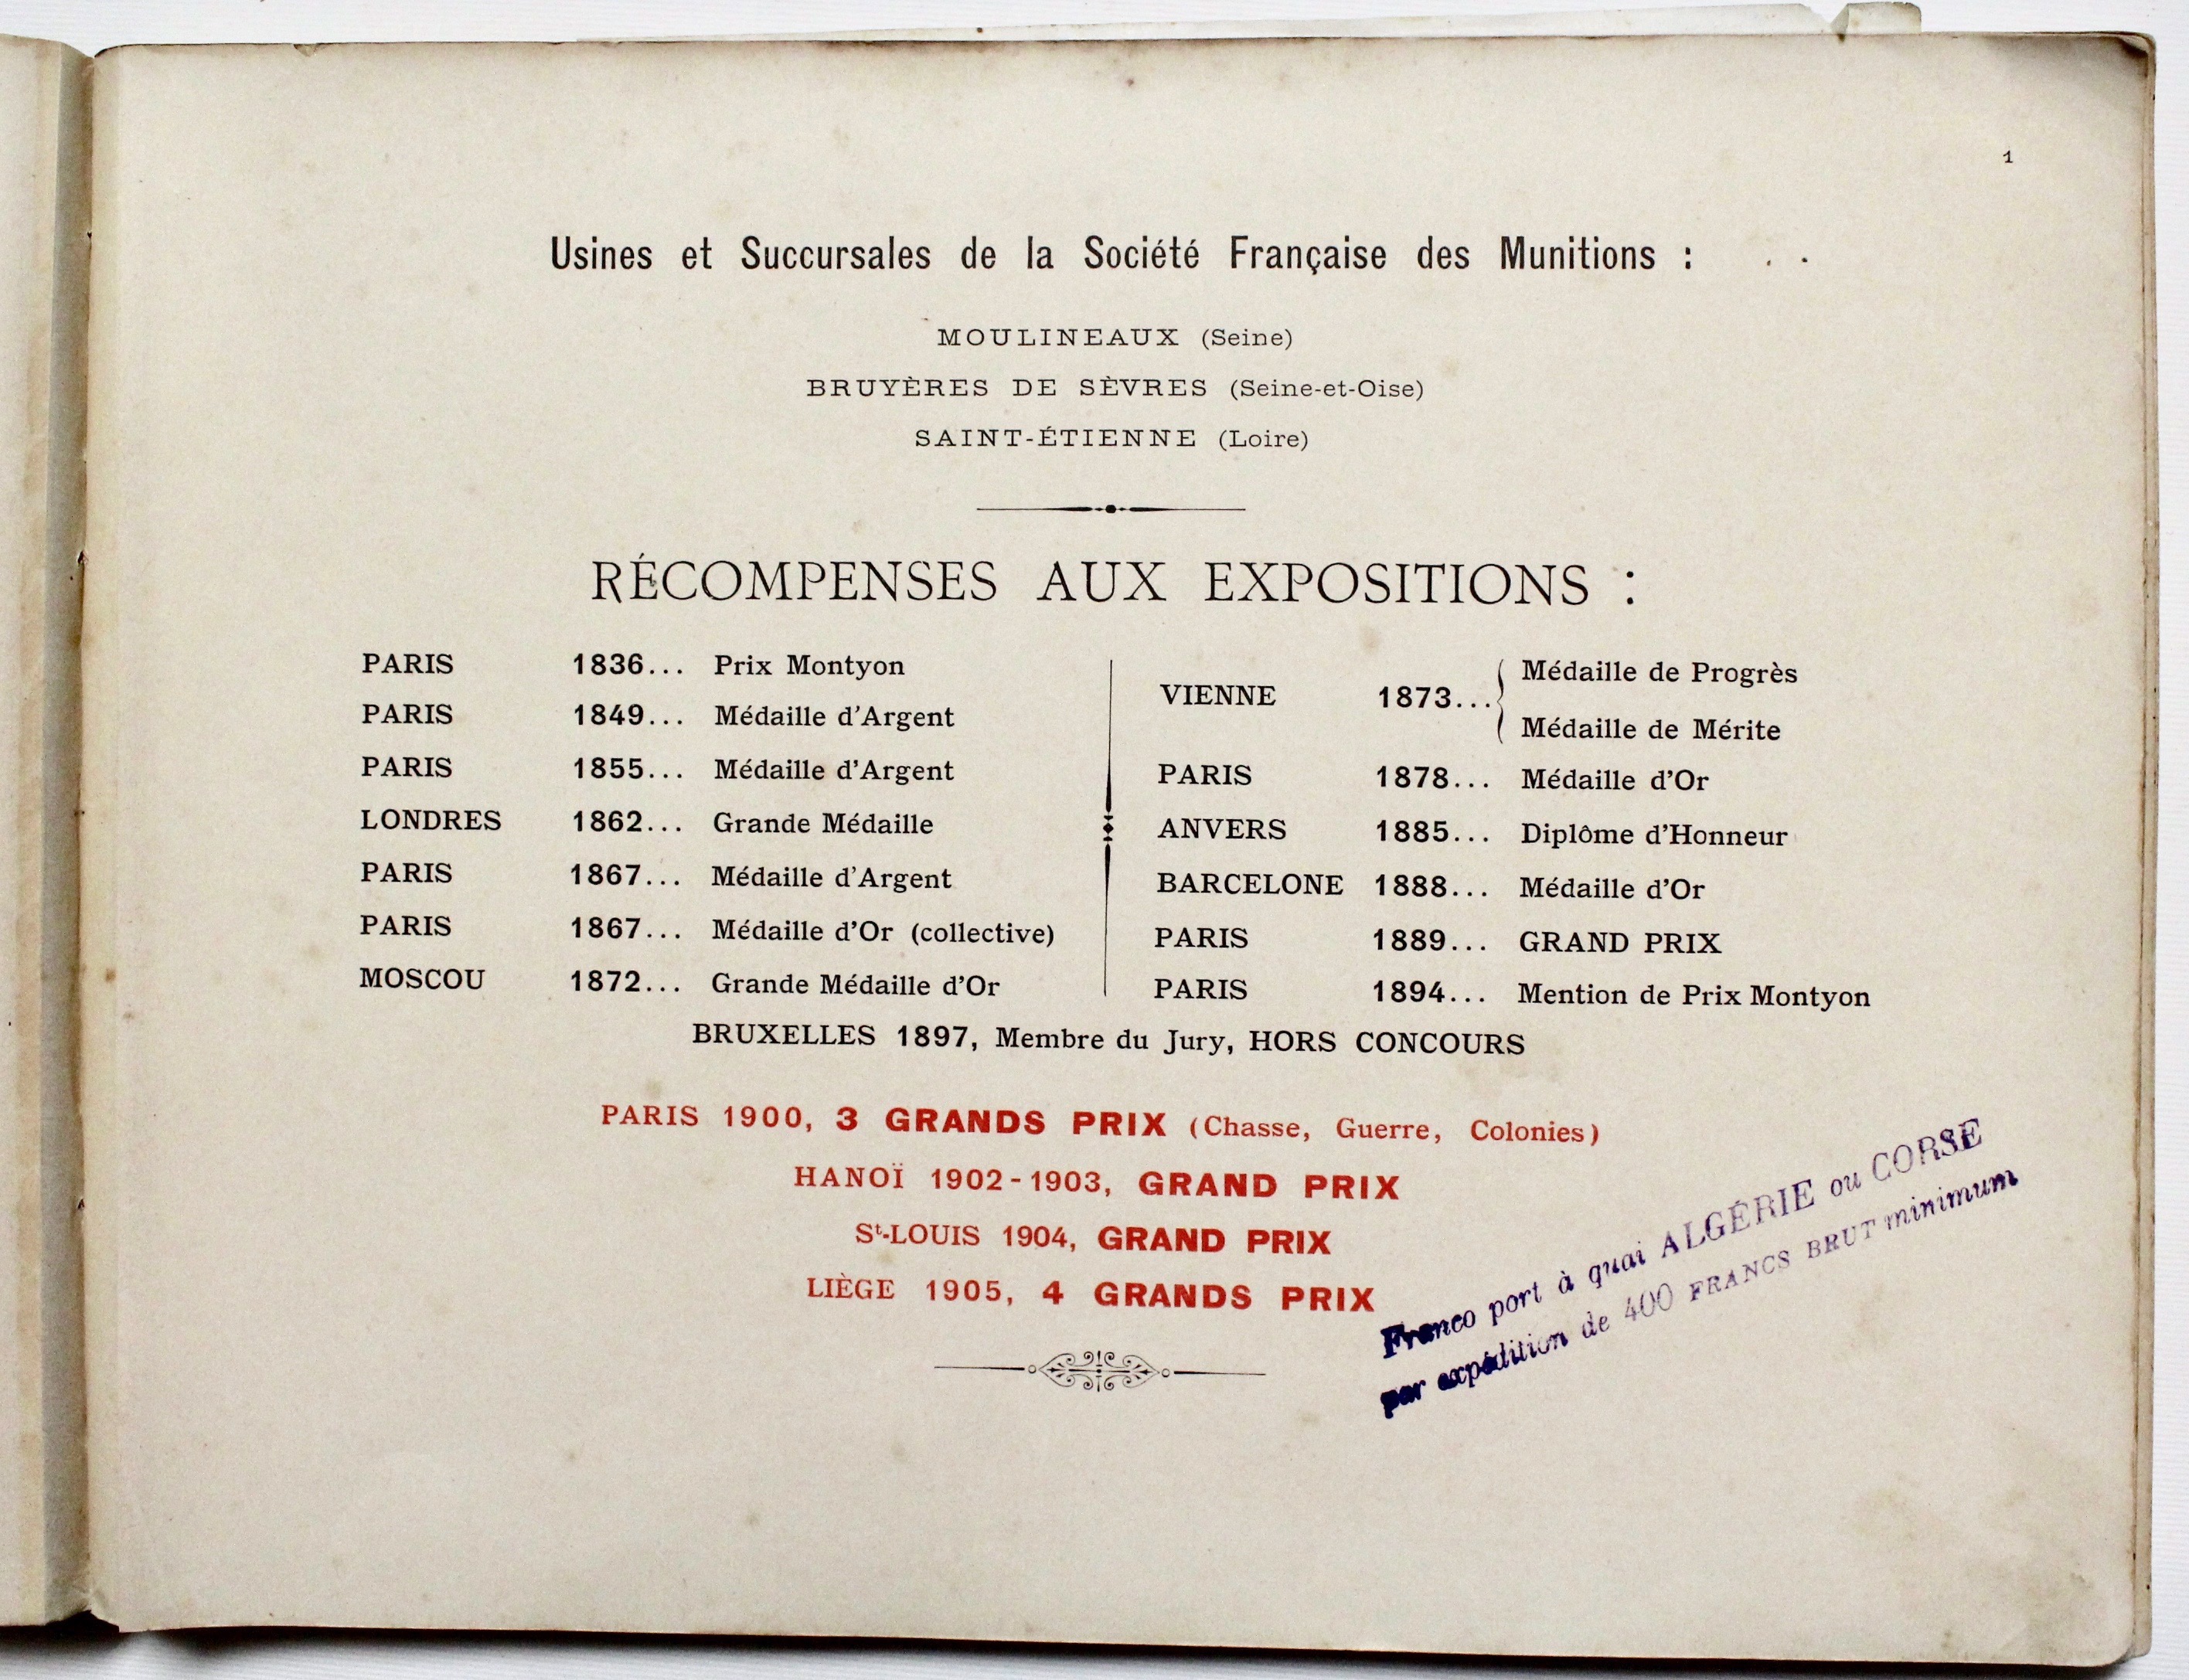 1
Usines et Succursales de la Société Française des Munitions :
MOULINEAUX (Seine)
BRUYÈRES DE SÈVRES (Seine-et-Oise)
SAINT-ÉTIENNE (Loire)
RÉCOMPENSES AUX EXPOSITIONS :
PARIS 1836... Prix Montyon
PARIS 1849... Médaille d'Argent
PARIS 1855... Médaille d'Argent
LONDRES 1862... Grande Médaille
PARIS 1867... Médaille d'Argent
PARIS 1867... Médaille d'Or (collective)
MOSCOU 1872... Grande Médaille d'Or
VIENNE 1873... Médaille de Progrès
Médaille de Mérite
PARIS 1878... Médaille d'Or
ANVERS 1885... Diplôme d'Honneur
BARCELONE 1888... Médaille d'Or
PARIS 1889... GRAND PRIX
PARIS 1894... Mention de Prix Montyon
BRUXELLES 1897, Membre du Jury, HORS CONCOURS
PARIS 1900, 3 GRANDS PRIX (Chasse, Guerre, Colonies)
HANOÏ 1902-1903, GRAND PRIX
St-LOUIS 1904, GRAND PRIX
LIÈGE 1905, 4 GRANDS PRIX
Franco port à quai ALGÉRIE ou CORSE
par expédition de 400 FRANCS BRUT minimum